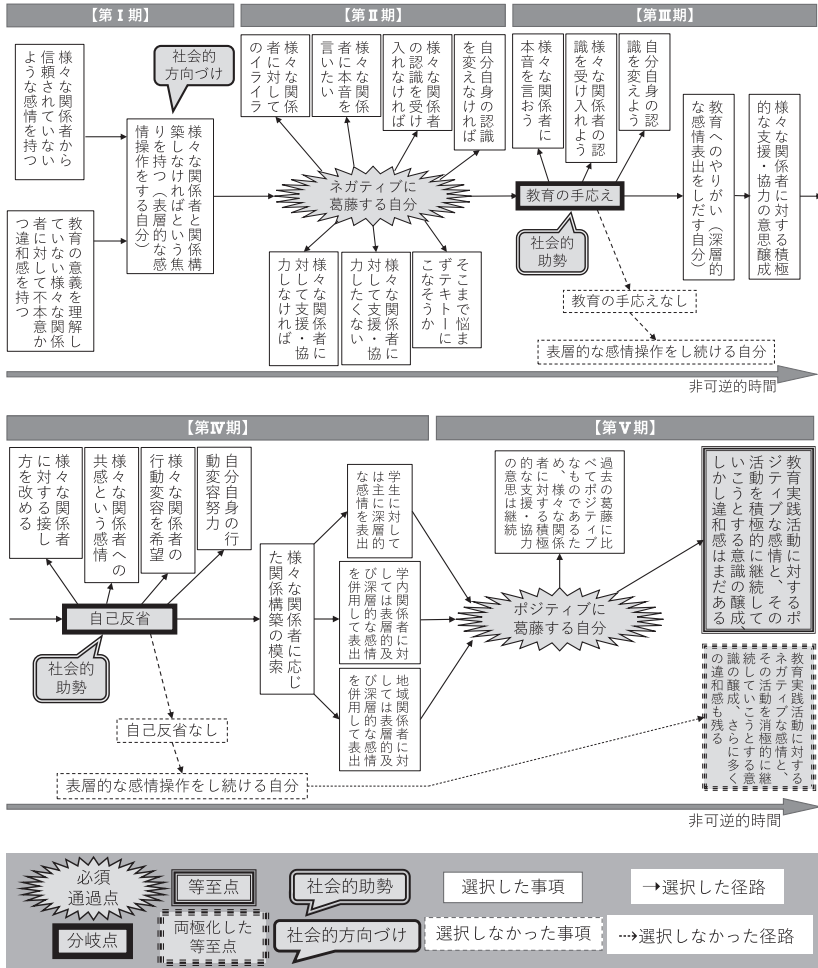 【第Ⅰ期】
様々な関係者から
信頼されていない
ような感情を持つ
教育の意義を理解し
ていない様々な関係
者に対して不本意か
つ違和感を持つ
社会的
方向づけ
様々な関係者と関係構
築しなければという焦
りを持つ（表層的な感
情操作をする自分）
【第Ⅱ期】
様々な関係
者に対して
のイライラ
様々な関係
者に本音を
言いたい
様々な関係者
の認識を受け
入れなければ
自分自身の認識
を変えなければ
ネガティブに
葛藤する自分
様々な関係者に
対して支援・協
力しなければ
様々な関係者に
対して支援・協
力したくない
そこまで悩ま
ずテキトーに
こなそうか
【第Ⅲ期】
様々な関係者に
本音を言おう
様々な関係者の認
識を受け入れよう
自分自身の認
識を変えよう
教育の手応え
社会的
助勢
教育へのやりがい（深層的
な感情表出をしだす自分）
様々な関係者に対する積極
的な支援・協力の意思醸成
教育の手応えなし
表層的な感情操作をし続ける自分
非可逆的時間
【第Ⅳ期】
様々な関係者
に対する接し
方を改める
様々な関係者への
共感という感情
様々な関係者の
行動変容を希望
自分自身の行
動変容努力
自己反省
社会的
助勢
自己反省なし
表層的な感情操作をし続ける自分
様々な関係者に応じ
た関係構築の模索
学生に対して
は主に深層的
な感情を表出
学内関係者に対
しては表層的及
び深層的な感情
を併用して表出
地域関係者に対
しては表層的及
び深層的な感情
を併用して表出
【第Ⅴ期】
過去の葛藤に比
べてポジティブ
なものであるた
め、様々な関係
者に対する積極
的な支援・協力
の意思は継続
ポジティブに
葛藤する自分
教育実践活動に対するポ
ジティブな感情と、その
活動を積極的に継続して
いこうとする意識の醸成、
しかし違和感はまだある
教育実践活動に対する
ネガティブな感情と、
その活動を消極的に継
続していこうとする意
識の醸成、さらに多く
の違和感も残る
非可逆的時間
必須
通過点
等至点
社会的助勢
選択した事項
→選択した径路
分岐点
両極化した
等至点
社会的方向づけ
選択しなかった事項
⇢選択しなかった径路